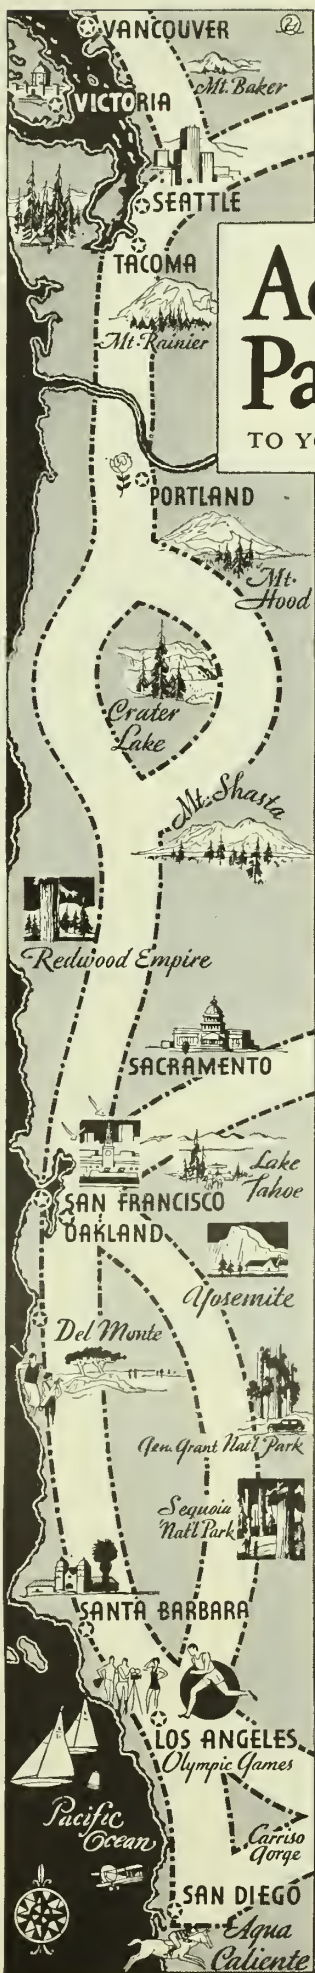 VANCOUVER
Mt. Baker
VICTORIA
SEATTLE
TACOMA
Mt. Rainier
TO
PORTLAND
Mt.
Hood
Crater
Lake
Mt. Shasta
Redwood Empire
SACRAMENTO
Lake
Tahoe
SAN FRANCISCO
OAKLAND
Yosemite
Del Monte
Gen. Grant Nat'l Park
Sequoia
Nat'l Park
SANTA BARBARA
LOS ANGELES
Olympic Games
Pacific
Ocean
Carriso
Gorge
SAN DIEGO
Agua
Caliente